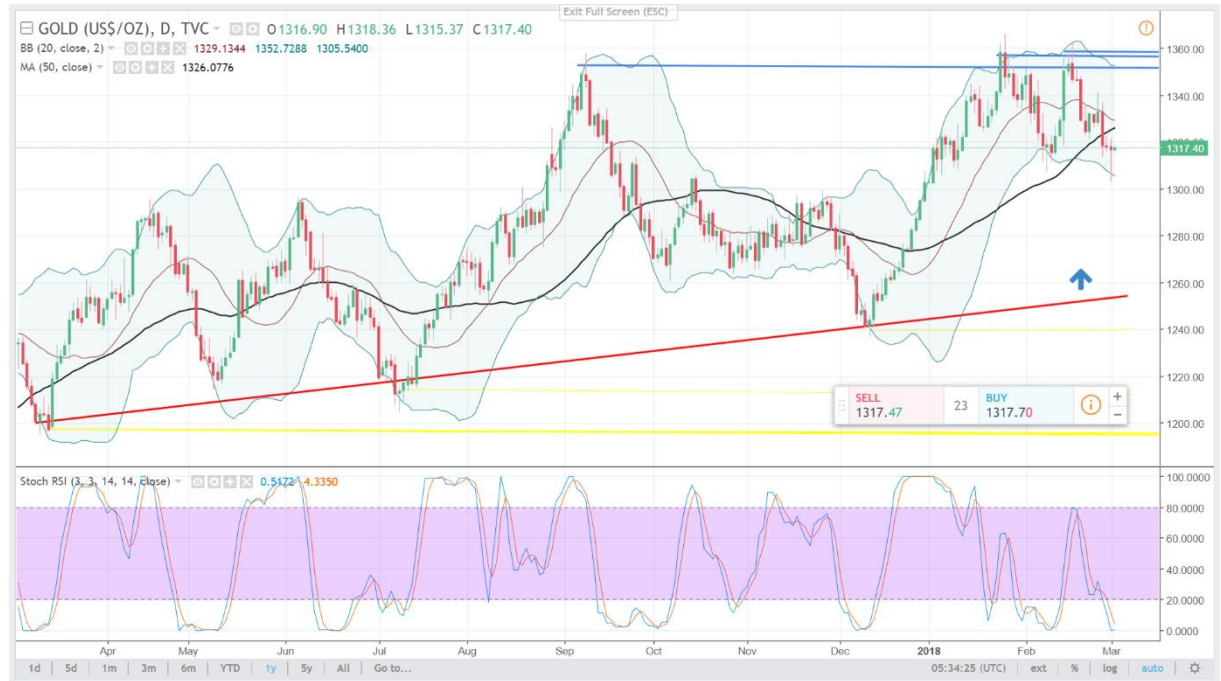 Exit Full Screen (ESC)
GOLD (US$/OZ), D, TVC O1316.90 H1318.36 L1315.37 C1317.40
BB (20, close, 2) 1329.1344 1352.7288 1305.5400
MA (50, close) 1326.0776
1360.00
1340.00
1317.40
1300.00
1280.00
1260.00
1240.00
1220.00
1200.00
SELL
1317.47
23
BUY
1317.70
+
−
Stoch RSI (3, 3, 14, 14, close) 0.5172 4.3350
100.0000
80.0000
60.0000
40.0000
20.0000
0.0000
Apr May Jun Jul Aug Sep Oct Nov Dec 2018 Feb Mar
1d 5d 1m 3m 6m YTD 1y 5y All Go to... 05:34:25 (UTC) ext % log auto